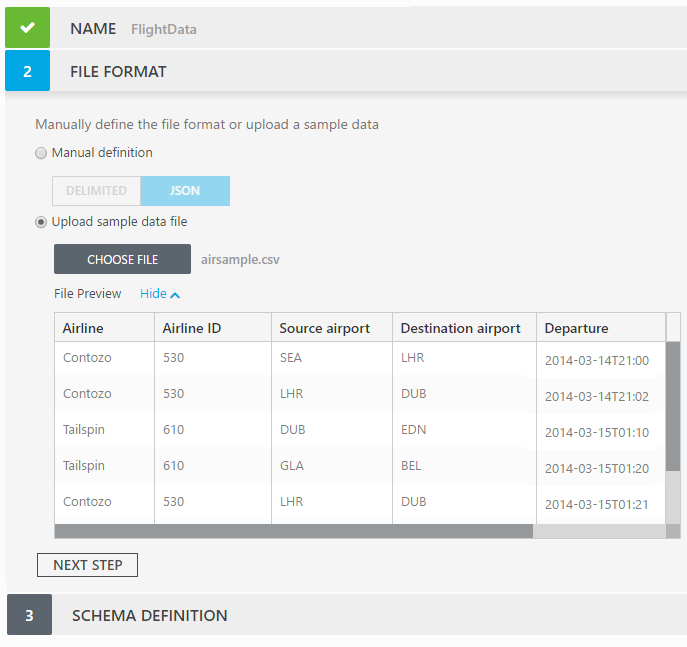 NAME FlightData
2 FILE FORMAT
Manually define the file format or upload a sample data
Manual definition
DELIMITED JSON
Upload sample data file
CHOOSE FILE airsample.csv
File Preview Hide
Airline Airline ID Source airport Destination airport Departure
Contozo 530 SEA LHR 2014-03-14T21:00
Contozo 530 LHR DUB 2014-03-14T21:02
Tailspin 610 DUB EDN 2014-03-15T01:10
Tailspin 610 GLA BEL 2014-03-15T01:20
Contozo 530 LHR DUB 2014-03-15T01:21
NEXT STEP
3 SCHEMA DEFINITION